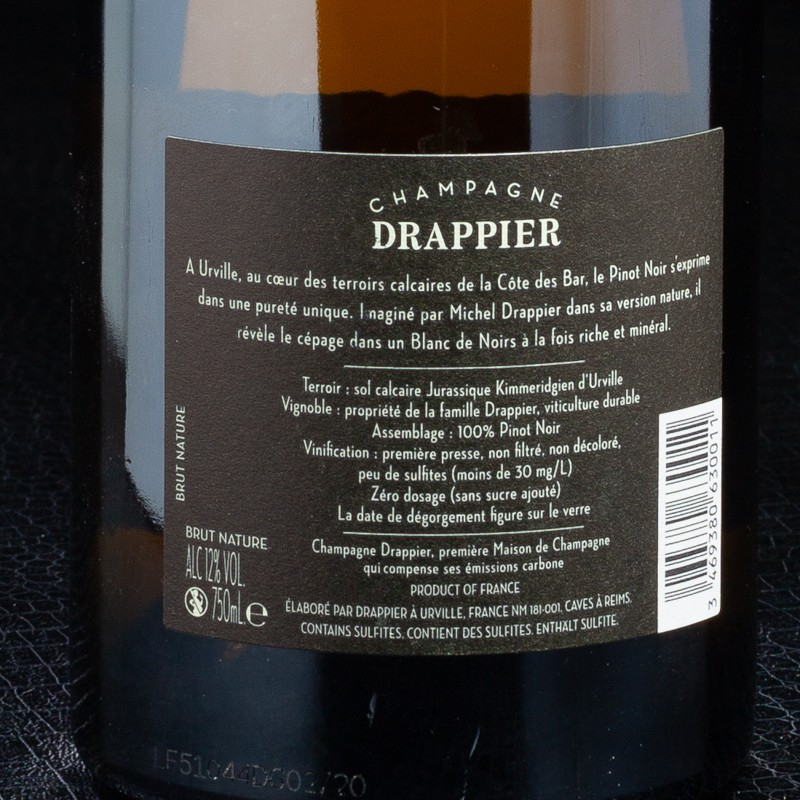 CHAMPAGNE
DRAPPIER
A Urville, au cœur des terroirs calcaires de la Côte des Bar, le Pinot Noir s'exprime
dans une pureté unique. I naginé par Michel Drappier dans sa version nature, il
révèle le cépage dans un Blanc de Noirs à la fois riche et minéral.
Terroir : sol calcaire Jurassique Kimmeridgien d'Urville
Vignoble : propriété de la famille Drappier, viticulture durable
Assemblage : 100% Pinot Noir
Vinification : première presse, non filtré, non décoloré,
peu de sulfites (moins de 30 mg/L)
Zéro dosage (sans sucre ajouté)
La date de dégorgement figure sur le verre
BRUT NATURE
BRUT NATURE
ALC 12% VOL.
750mL e
Champagne Drappier, première Maison de Champagne
qui compense ses émissions carbone
PRODUCT OF FRANCE
ÉLABORÉ PAR DRAPPIER À URVILLE, FRANCE NM 181-001. CAVES À REIMS.
CONTAINS SULFITES. CONTIENT DES SULFITES. ENTHÄLT SULFITE.
3 469380 630011